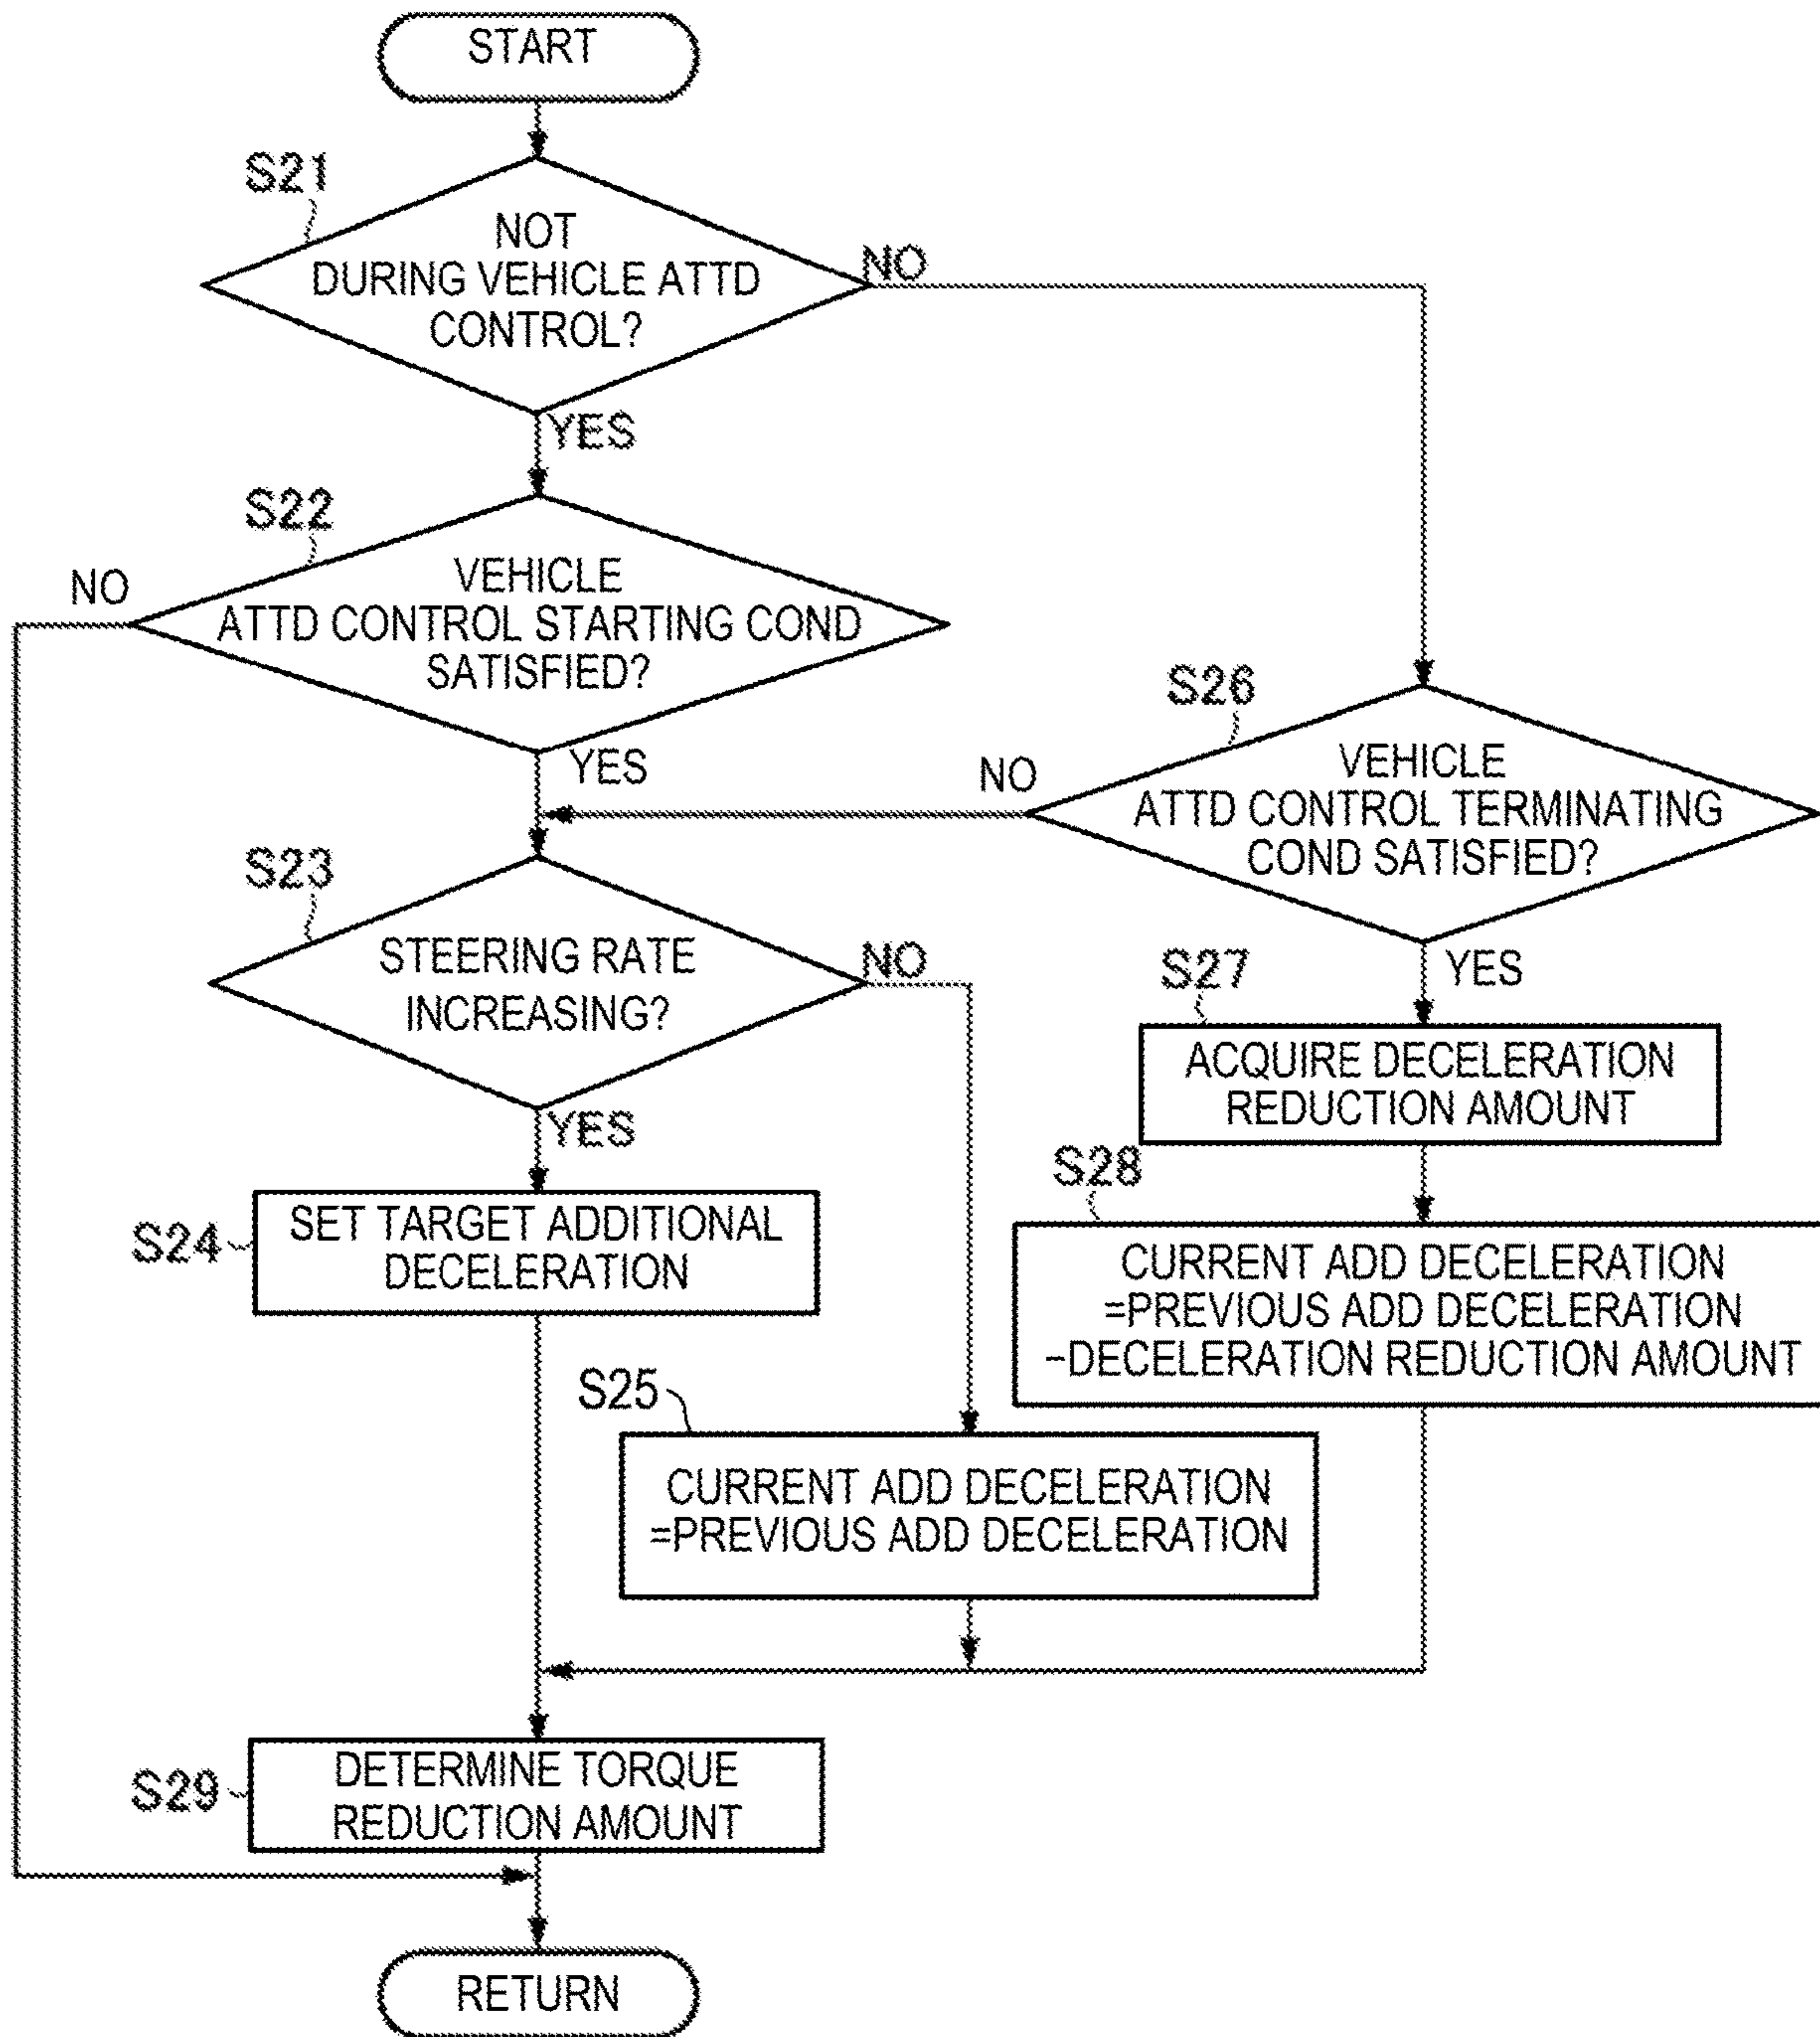 START
S21
NOT
DURING VEHICLE ATTD
CONTROL?
NO
YES
S22
VEHICLE
ATTD CONTROL STARTING COND
SATISFIED?
NO
YES
S26
VEHICLE
ATTD CONTROL TERMINATING
COND SATISFIED?
NO
YES
S23
STEERING RATE
INCREASING?
NO
YES
S27
ACQUIRE DECELERATION
REDUCTION AMOUNT
S28
CURRENT ADD DECELERATION
=PREVIOUS ADD DECELERATION
−DECELERATION REDUCTION AMOUNT
S24
SET TARGET ADDITIONAL
DECELERATION
S25
CURRENT ADD DECELERATION
=PREVIOUS ADD DECELERATION
S29
DETERMINE TORQUE
REDUCTION AMOUNT
RETURN